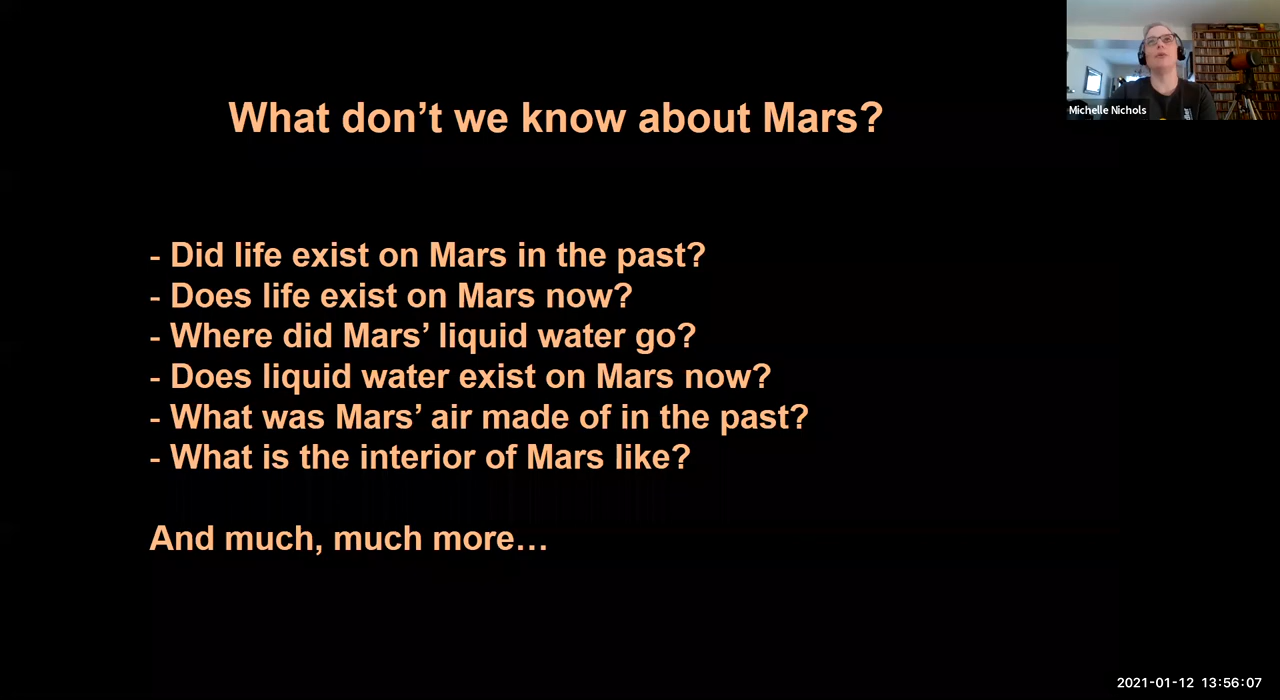 What don’t we know about Mars?
- Did life exist on Mars in the past?
- Does life exist on Mars now?
- Where did Mars’ liquid water go?
- Does liquid water exist on Mars now?
- What was Mars’ air made of in the past?
- What is the interior of Mars like?
And much, much more…
Michelle Nichols
2021-01-12 13:56:07